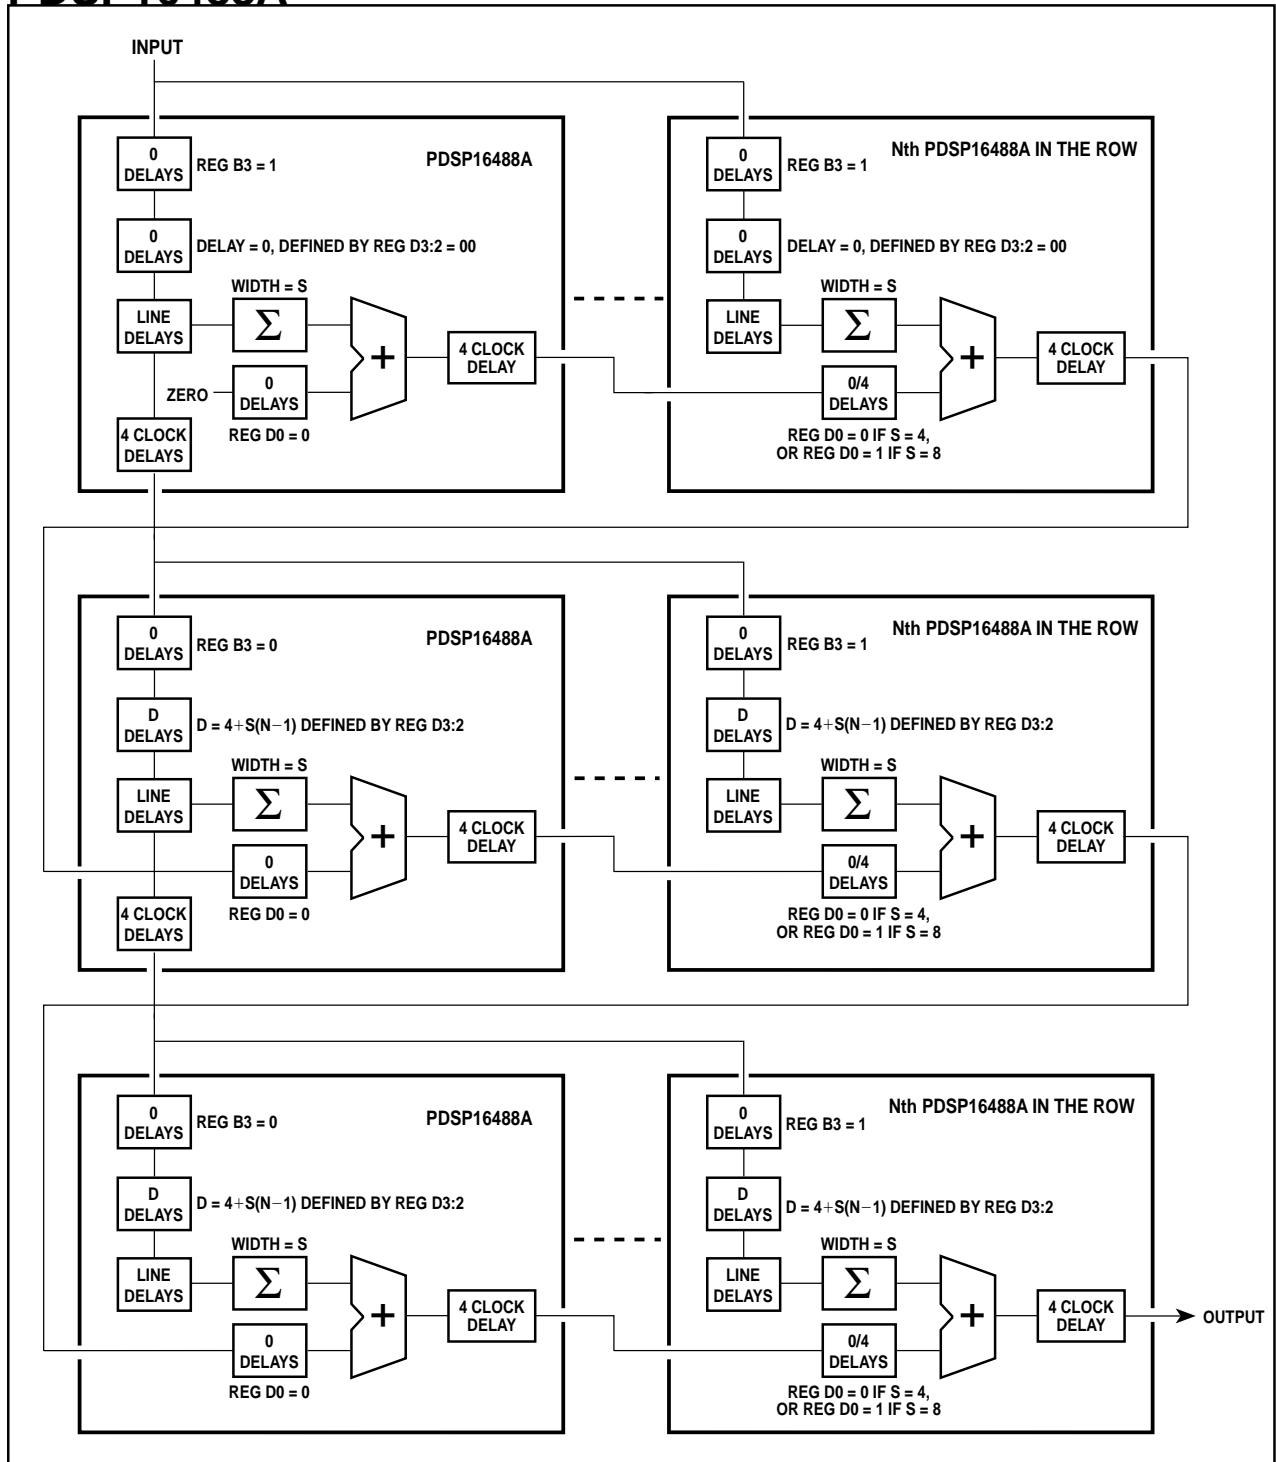 PDSP16488A
INPUT
0
DELAYS
REG B3 = 1
PDSP16488A
0
DELAYS
DELAY = 0, DEFINED BY REG D3:2 = 00
WIDTH = S
LINE
DELAYS
Σ
+
4 CLOCK
DELAY
ZERO
0
DELAYS
REG D0 = 0
4 CLOCK
DELAYS
Nth PDSP16488A IN THE ROW
0
DELAYS
REG B3 = 1
0
DELAYS
DELAY = 0, DEFINED BY REG D3:2 = 00
WIDTH = S
LINE
DELAYS
Σ
+
4 CLOCK
DELAY
0/4
DELAYS
REG D0 = 0 IF S = 4,
OR REG D0 = 1 IF S = 8
0
DELAYS
REG B3 = 0
PDSP16488A
D
DELAYS
D = 4+S(N−1) DEFINED BY REG D3:2
WIDTH = S
LINE
DELAYS
Σ
+
4 CLOCK
DELAY
0
DELAYS
REG D0 = 0
4 CLOCK
DELAYS
Nth PDSP16488A IN THE ROW
0
DELAYS
REG B3 = 1
D
DELAYS
D = 4+S(N−1) DEFINED BY REG D3:2
WIDTH = S
LINE
DELAYS
Σ
+
4 CLOCK
DELAY
0/4
DELAYS
REG D0 = 0 IF S = 4,
OR REG D0 = 1 IF S = 8
0
DELAYS
REG B3 = 0
PDSP16488A
D
DELAYS
D = 4+S(N−1) DEFINED BY REG D3:2
WIDTH = S
LINE
DELAYS
Σ
+
4 CLOCK
DELAY
0
DELAYS
REG D0 = 0
Nth PDSP16488A IN THE ROW
0
DELAYS
REG B3 = 1
D
DELAYS
D = 4+S(N−1) DEFINED BY REG D3:2
WIDTH = S
LINE
DELAYS
Σ
+
4 CLOCK
DELAY
OUTPUT
0/4
DELAYS
REG D0 = 0 IF S = 4,
OR REG D0 = 1 IF S = 8